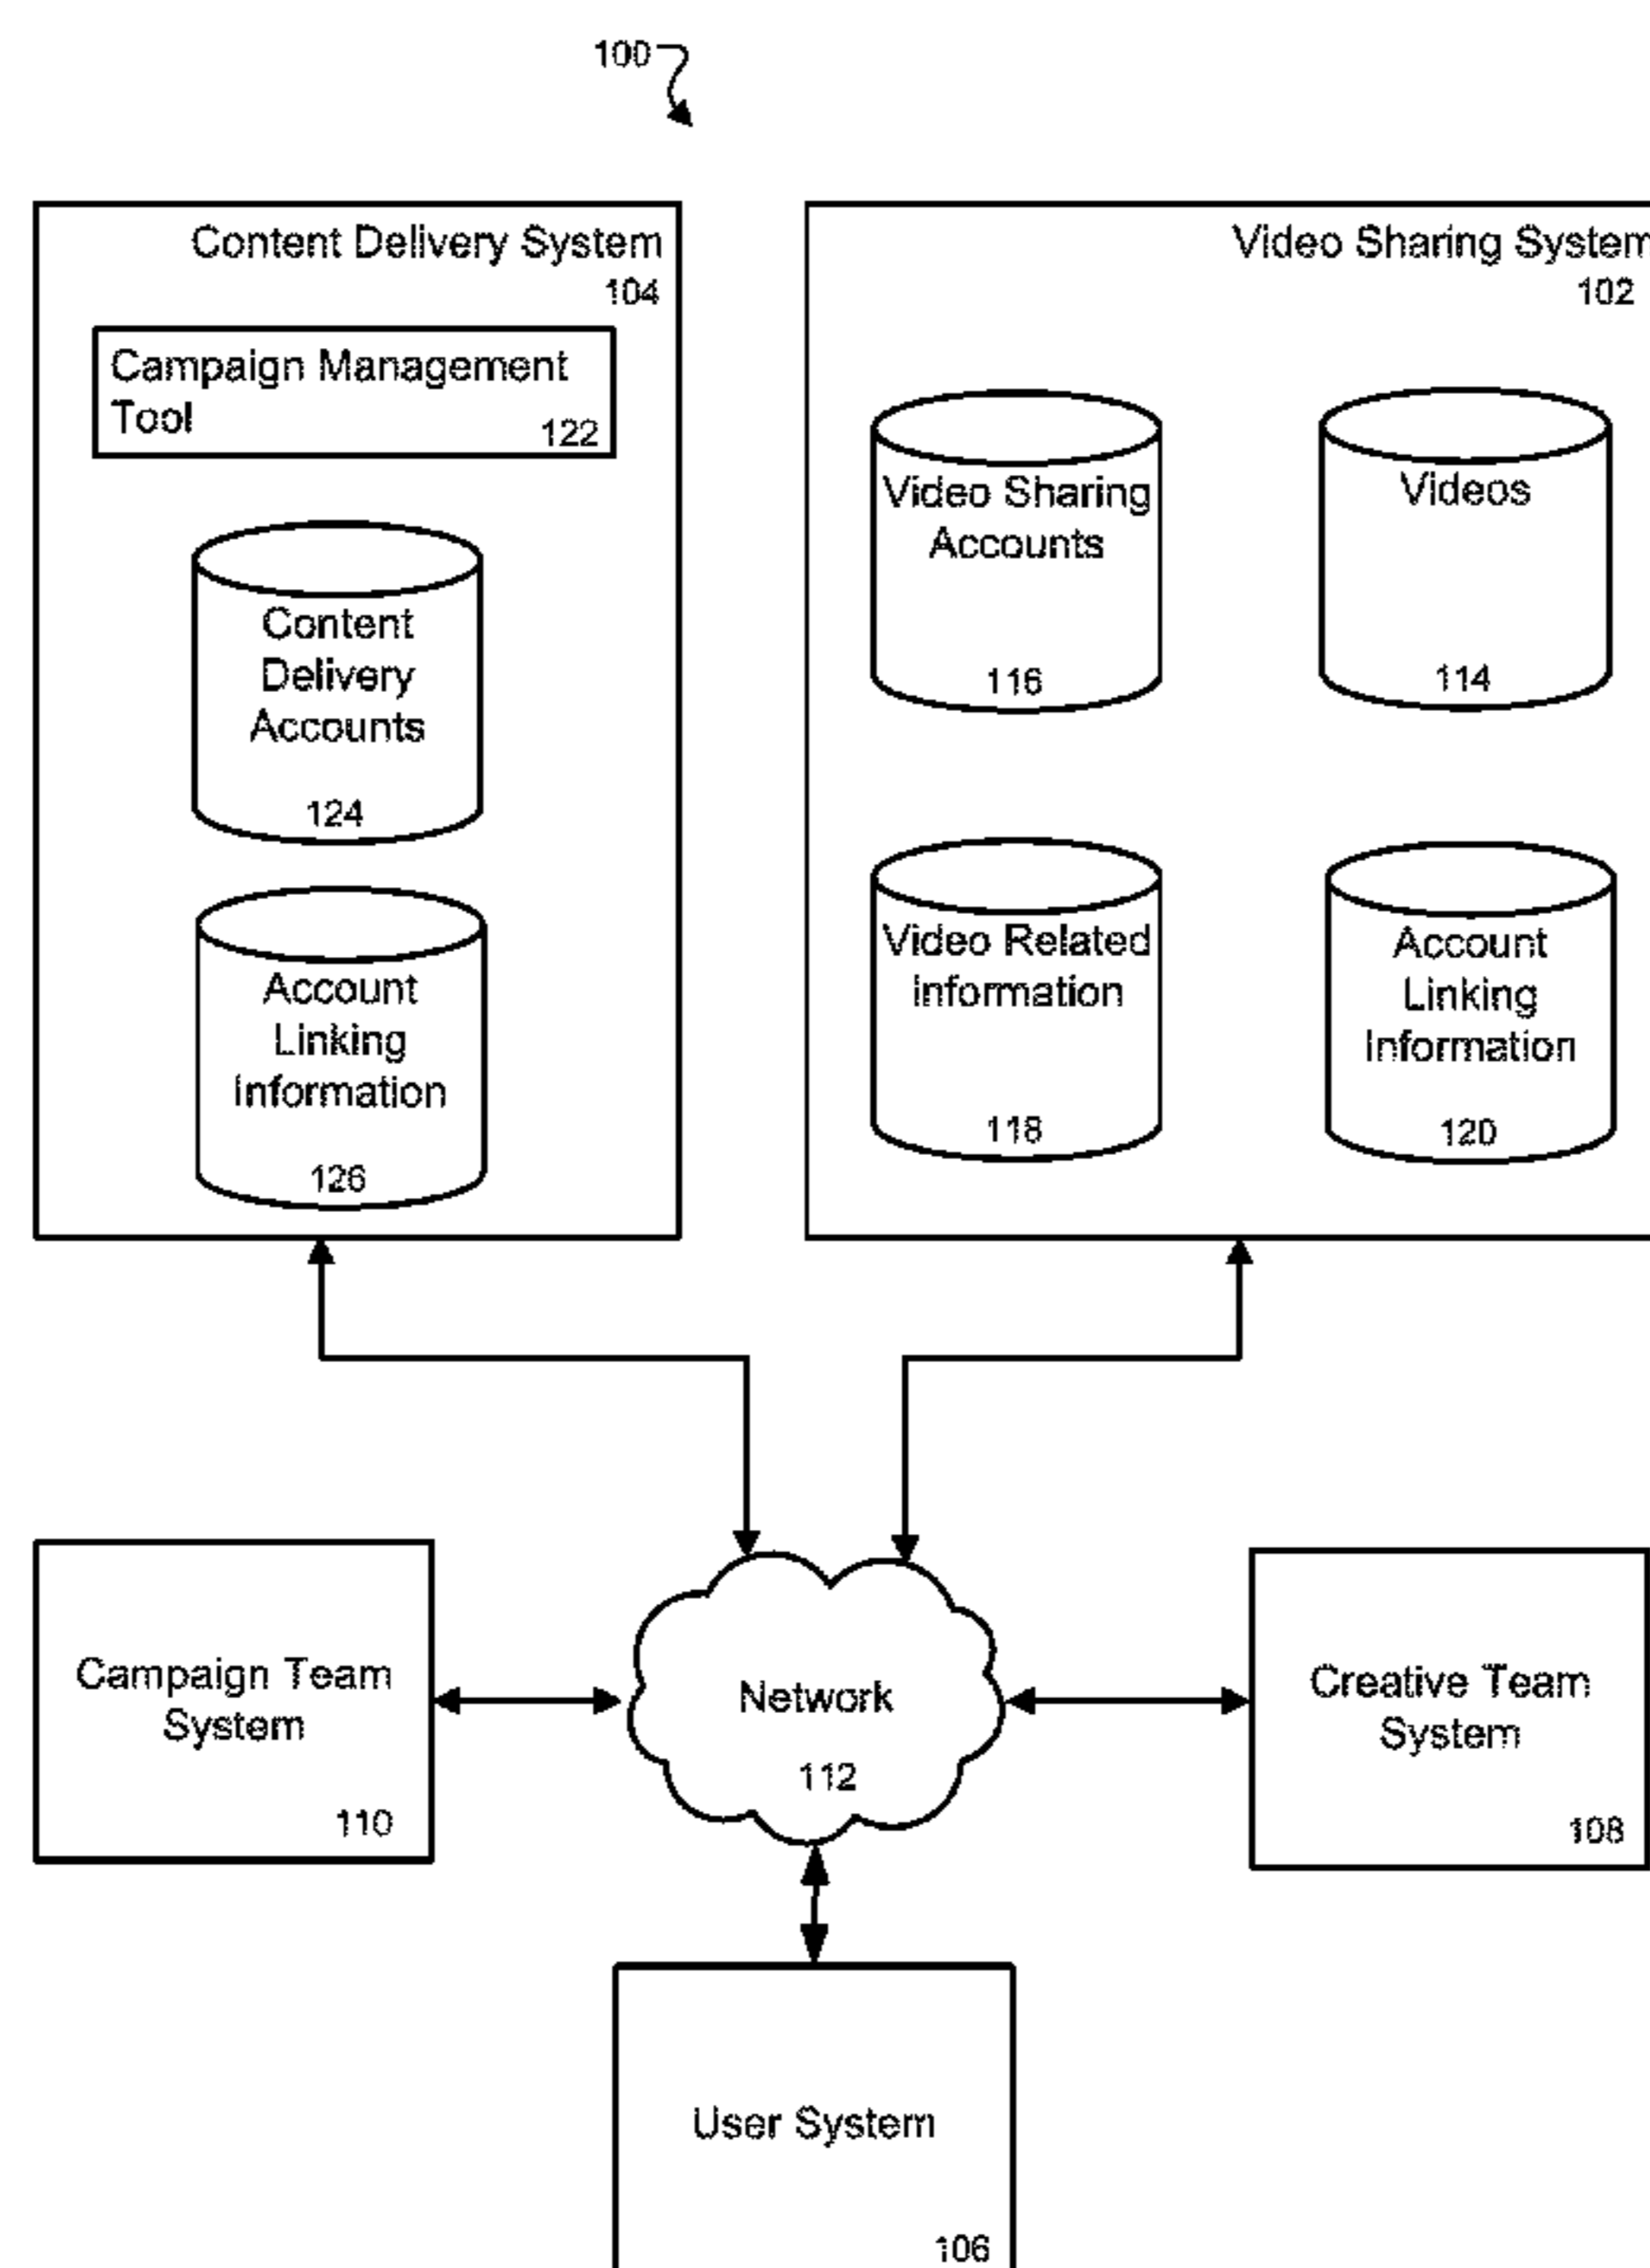 100
Content Delivery System
104
Campaign Management
Tool
122
Content
Delivery
Accounts
124
Account
Linking
Information
126
Video Sharing System
102
Video Sharing
Accounts
116
Videos
114
Video Related
Information
118
Account
Linking
Information
120
Campaign Team
System
110
Network
112
Creative Team
System
108
User System
106